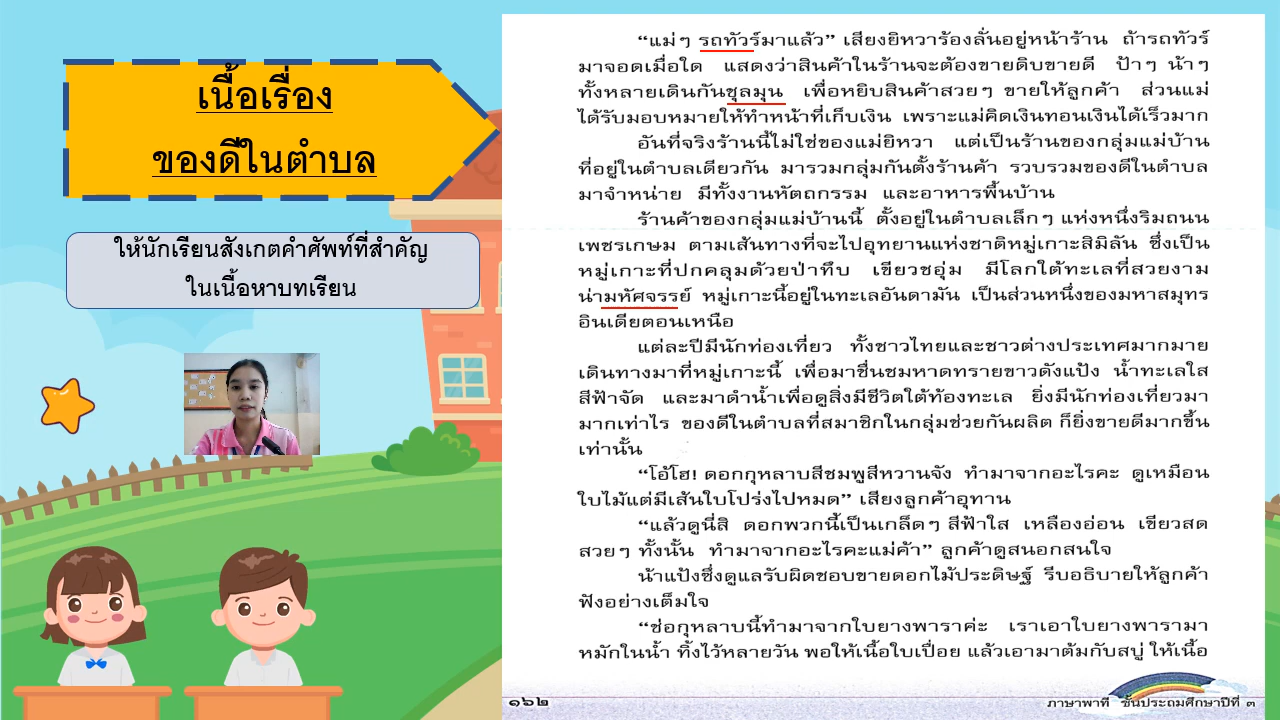 เนื้อเรื่อง
ของดีในตำบล
ให้นักเรียนสังเกตคำศัพท์ที่สำคัญ
ในเนื้อหาบทเรียน
“แม่ๆ รถทัวร์มาแล้ว” เสียงยิหวาร้องลั่นอยู่หน้าร้าน ถ้ารถทัวร์
มาจอดเมื่อใด แสดงว่าสินค้าในร้านจะต้องขายดิบขายดี ป้าๆ น้าๆ
ทั้งหลายเดินกันชุลมุน เพื่อหยิบสินค้าสวยๆ ขายให้ลูกค้า ส่วนแม่
ได้รับมอบหมายให้ทำหน้าที่เก็บเงิน เพราะแม่คิดเงินทอนเงินได้เร็วมาก
อันที่จริงร้านนี้ไม่ใช่ของแม่ยิหวา แต่เป็นร้านของกลุ่มแม่บ้าน
ที่อยู่ในตำบลเดียวกัน มารวมกลุ่มกันตั้งร้านค้า รวบรวมของดีในตำบล
มาจำหน่าย มีทั้งงานหัตถกรรม และอาหารพื้นบ้าน
ร้านค้าของกลุ่มแม่บ้านนี้ ตั้งอยู่ในตำบลเล็กๆ แห่งหนึ่งริมถนน
เพชรเกษม ตามเส้นทางที่จะไปอุทยานแห่งชาติหมู่เกาะสิมิลัน ซึ่งเป็น
หมู่เกาะที่ปกคลุมด้วยป่าทึบ เขียวชอุ่ม มีโลกใต้ทะเลที่สวยงาม
น่ามหัศจรรย์ หมู่เกาะนี้อยู่ในทะเลอันดามัน เป็นส่วนหนึ่งของมหาสมุทร
อินเดียตอนเหนือ
แต่ละปีมีนักท่องเที่ยว ทั้งชาวไทยและชาวต่างประเทศมากมาย
เดินทางมาที่หมู่เกาะนี้ เพื่อมาชื่นชมหาดทรายขาวดังแป้ง น้ำทะเลใส
สีฟ้าจัด และมาดำน้ำเพื่อดูสิ่งมีชีวิตใต้ท้องทะเล ยิ่งมีนักท่องเที่ยวมา
มากเท่าไร ของดีในตำบลที่สมาชิกในกลุ่มช่วยกันผลิต ก็ยิ่งขายดีมากขึ้น
เท่านั้น
“โอ้โฮ! ดอกกุหลาบสีชมพูสีหวานจัง ทำมาจากอะไรคะ ดูเหมือน
ใบไม้แต่มีเส้นใบโปร่งไปหมด” เสียงลูกค้าอุทาน
“แล้วดูนี่สิ ดอกพวกนี้เป็นเกล็ดๆ สีฟ้าใส เหลืองอ่อน เขียวสด
สวยๆ ทั้งนั้น ทำมาจากอะไรคะแม่ค้า” ลูกค้าดูสนอกสนใจ
น้าแป้งซึ่งดูแลรับผิดชอบขายดอกไม้ประดิษฐ์ รีบอธิบายให้ลูกค้า
ฟังอย่างเต็มใจ
“ช่อกุหลาบนี้ทำมาจากใบยางพาราค่ะ เราเอาใบยางพารามา
หมักในน้ำ ทิ้งไว้หลายวัน พอให้เนื้อใบเปื่อย แล้วเอามาต้มกับสบู่ ให้เนื้อ
๑๖๒
ภาษาพาที ชั้นประถมศึกษาปีที่ ๓